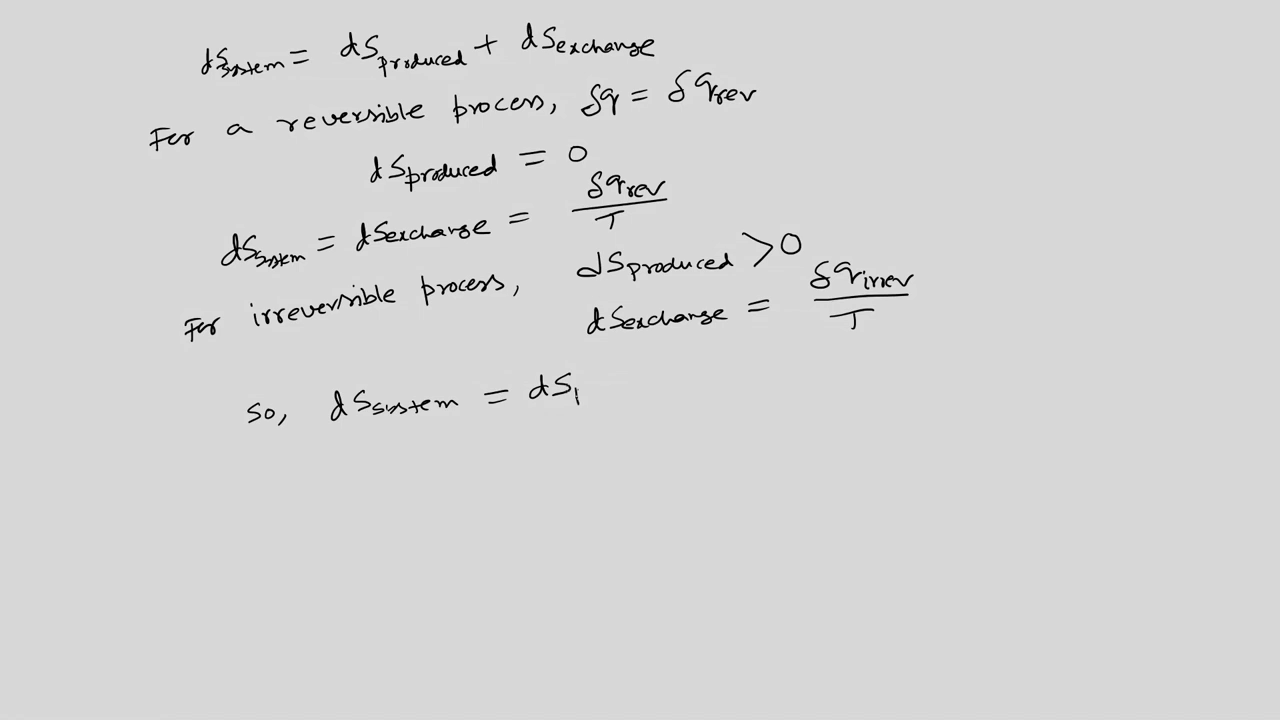 dS_system = dS_produced + dS_exchange
For a reversible process, δq = δq_rev
dS_produced = 0
dS_system = dS_exchange = δq_rev / T
For irreversible process, dS_produced > 0
dS_exchange = δq_irrev / T
So, dS_system = dS